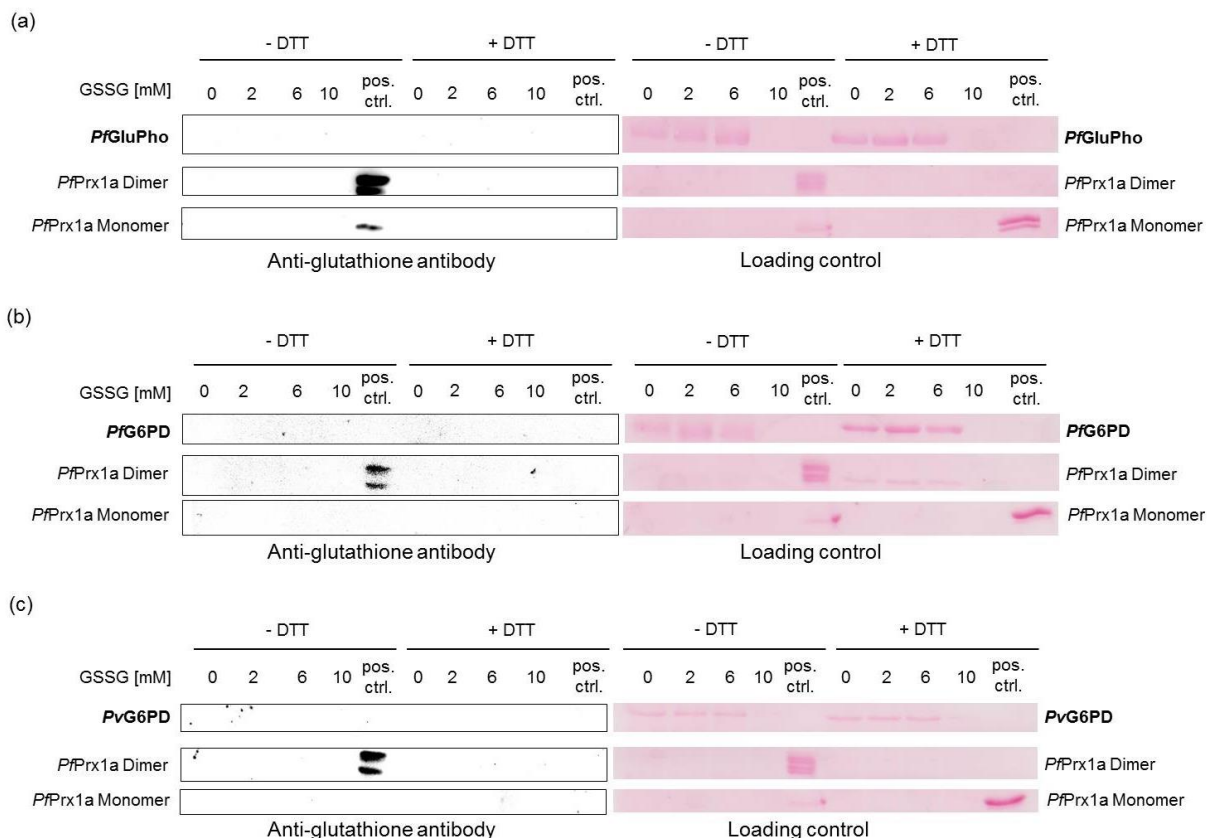 (a)
- DTT + DTT - DTT + DTT
GSSG [mM] 0 2 6 10 pos. ctrl. 0 2 6 10 pos. ctrl. 0 2 6 10 pos. ctrl. 0 2 6 10 pos. ctrl.
PfGluPho PfGluPho
PfPrx1a Dimer PfPrx1a Dimer
PfPrx1a Monomer PfPrx1a Monomer
Anti-glutathione antibody Loading control
(b)
- DTT + DTT - DTT + DTT
GSSG [mM] 0 2 6 10 pos. ctrl. 0 2 6 10 pos. ctrl. 0 2 6 10 pos. ctrl. 0 2 6 10 pos. ctrl.
PfG6PD PfG6PD
PfPrx1a Dimer PfPrx1a Dimer
PfPrx1a Monomer PfPrx1a Monomer
Anti-glutathione antibody Loading control
(c)
- DTT + DTT - DTT + DTT
GSSG [mM] 0 2 6 10 pos. ctrl. 0 2 6 10 pos. ctrl. 0 2 6 10 pos. ctrl. 0 2 6 10 pos. ctrl.
PvG6PD PvG6PD
PfPrx1a Dimer PfPrx1a Dimer
PfPrx1a Monomer PfPrx1a Monomer
Anti-glutathione antibody Loading control